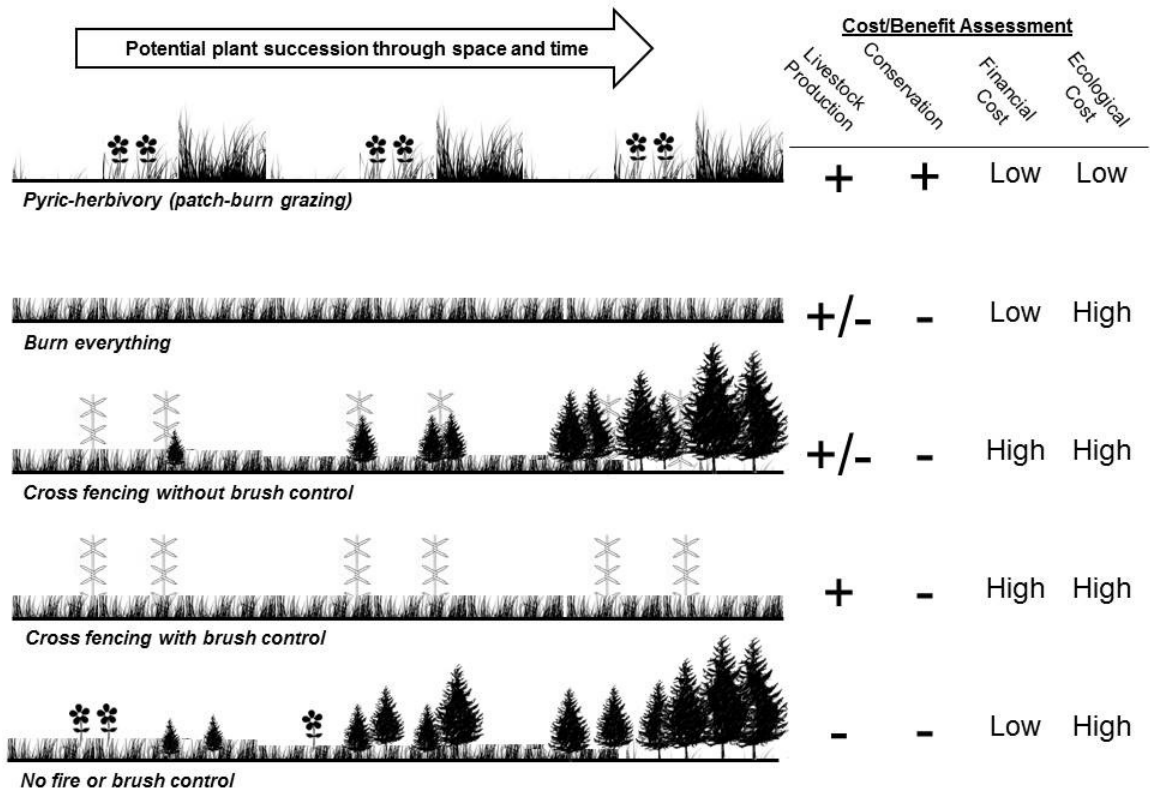 Potential plant succession through space and time
Cost/Benefit Assessment
Livestock
Production
Conservation
Financial
Cost
Ecological
Cost
+ + Low Low
Pyric-herbivory (patch-burn grazing)
+/- - Low High
Burn everything
+/- - High High
Cross fencing without brush control
+ - High High
Cross fencing with brush control
- - Low High
No fire or brush control